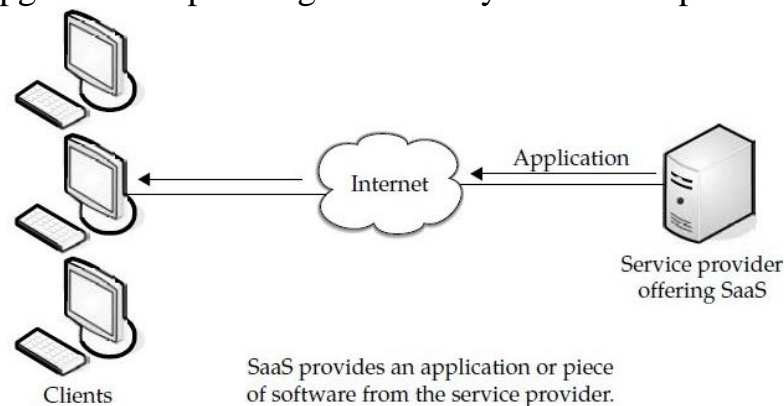 Application
Internet
Service provider
offering SaaS
SaaS provides an application or piece
of software from the service provider.
Clients